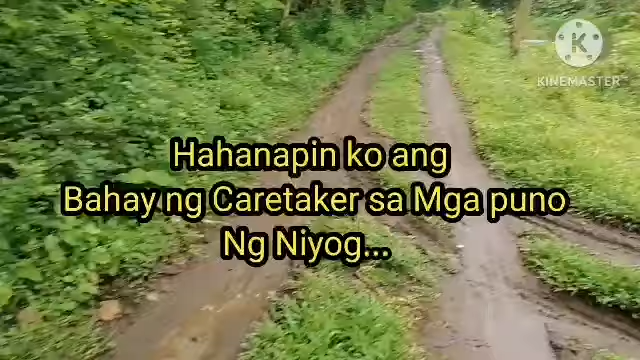 K
KINEMASTER
Hahanapin ko ang
Bahay ng Caretaker sa Mga puno
Ng Niyog...